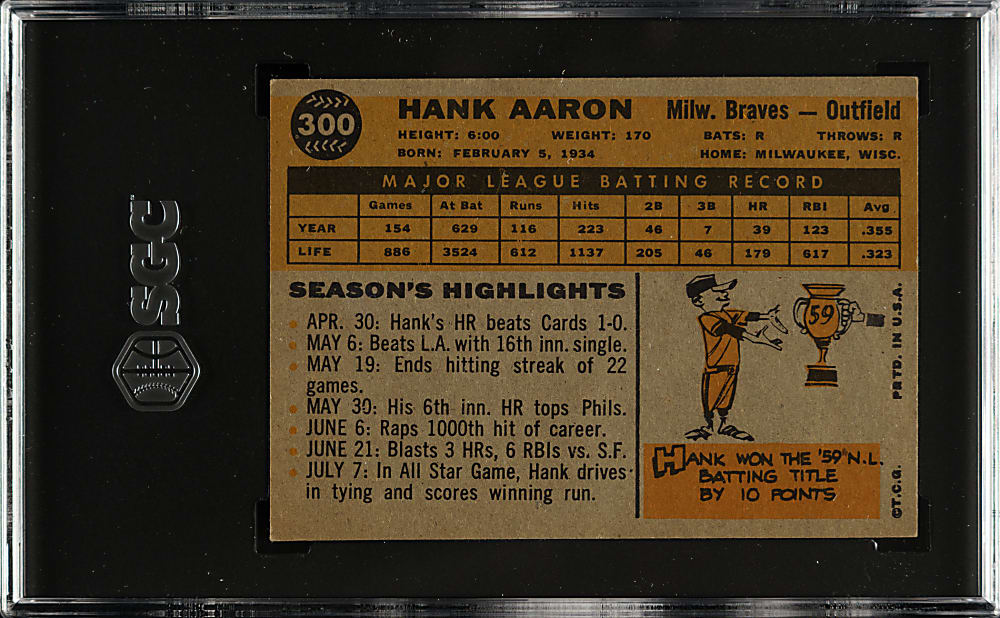 SGC
300
HANK AARON Milw. Braves — Outfield
HEIGHT: 6:00 WEIGHT: 170 BATS: R THROWS: R
BORN: FEBRUARY 5, 1934 HOME: MILWAUKEE, WISC.
MAJOR LEAGUE BATTING RECORD
Games At Bat Runs Hits 2B 3B HR RBI Avg.
YEAR 154 629 116 223 46 7 39 123 .355
LIFE 886 3524 612 1137 205 46 179 617 .323
SEASON'S HIGHLIGHTS
APR. 30: Hank's HR beats Cards 1-0.
MAY 6: Beats L.A. with 16th inn. single.
MAY 19: Ends hitting streak of 22
games.
MAY 30: His 6th inn. HR tops Phils.
JUNE 6: Raps 1000th hit of career.
JUNE 21: Blasts 3 HRs, 6 RBIs vs. S.F.
JULY 7: In All Star Game, Hank drives
in tying and scores winning run.
59
HANK WON THE '59 N.L.
BATTING TITLE
BY 10 POINTS
©T.C.G. PRTD. IN U.S.A.